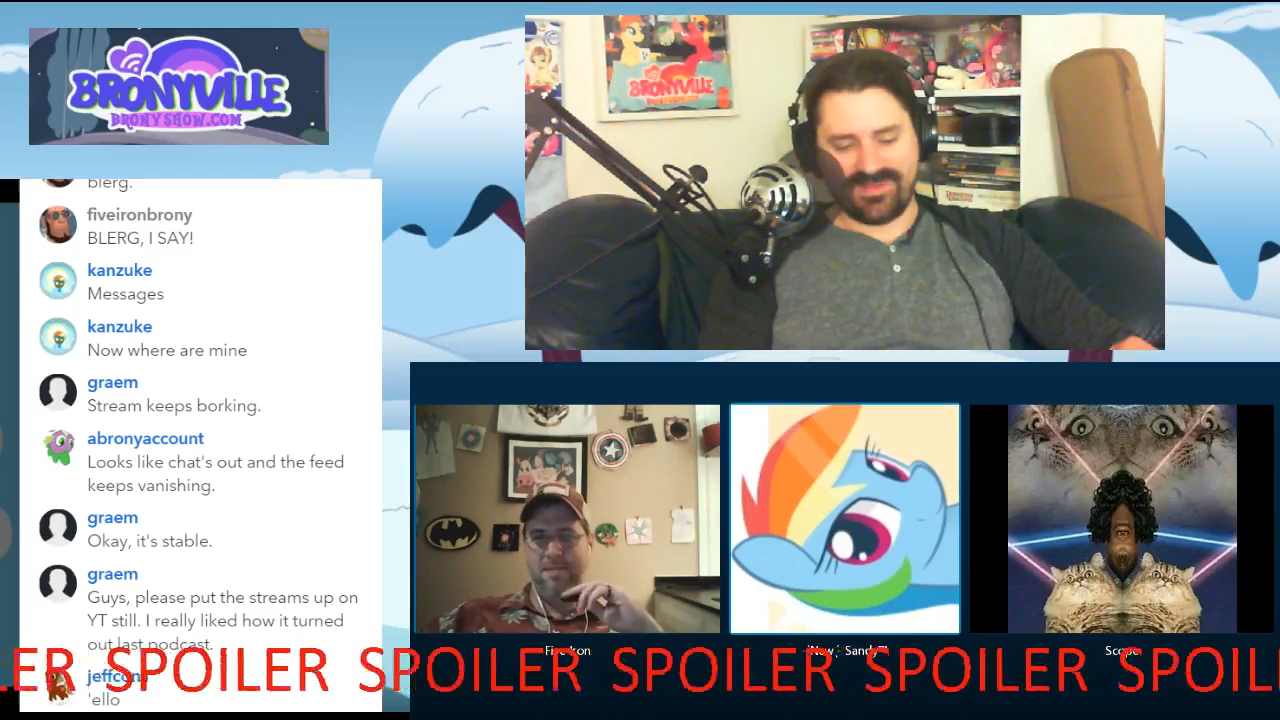 BRONYVILLE
BRONYSHOW.COM
BRONYVILLE
blerg.
fiveironbrony
BLERG, I SAY!
kanzuke
Messages
kanzuke
Now where are mine
graem
Stream keeps borking.
abronyaccount
Looks like chat's out and the feed
keeps vanishing.
graem
Okay, it's stable.
graem
Guys, please put the streams up on
YT still. I really liked how it turned
out last podcast.
jeffcon
'ello
ER SPOILER SPOILER SPOILER SPOILER SPOIL